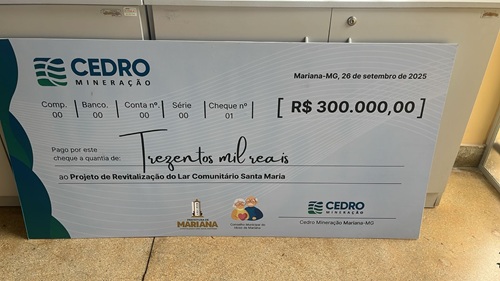 CEDRO
MINERAÇÃO
Mariana-MG, 26 de setembro de 2025
Comp. Banco. Conta nº. Série Cheque nº
00 00 00 00 01
[ R$ 300.000,00 ]
Pago por este
cheque a quantia de: Trezentos mil reais
ao Projeto de Revitalização do Lar Comunitário Santa Maria
MARIANA
CEDRO
MINERAÇÃO
Cedro Mineração Mariana-MG